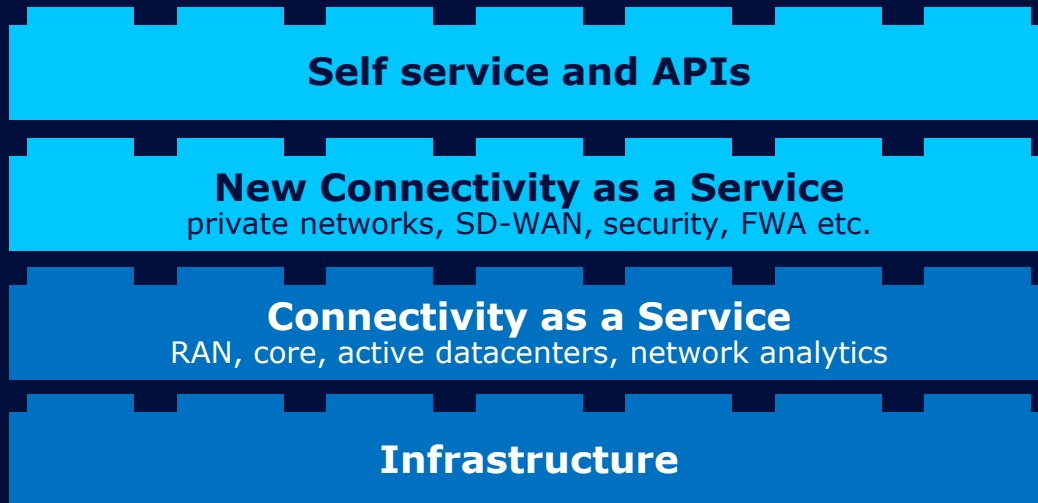 Self service and APIs
New Connectivity as a Service
private networks, SD-WAN, security, FWA etc.
Connectivity as a Service
RAN, core, active datacenters, network analytics
Infrastructure